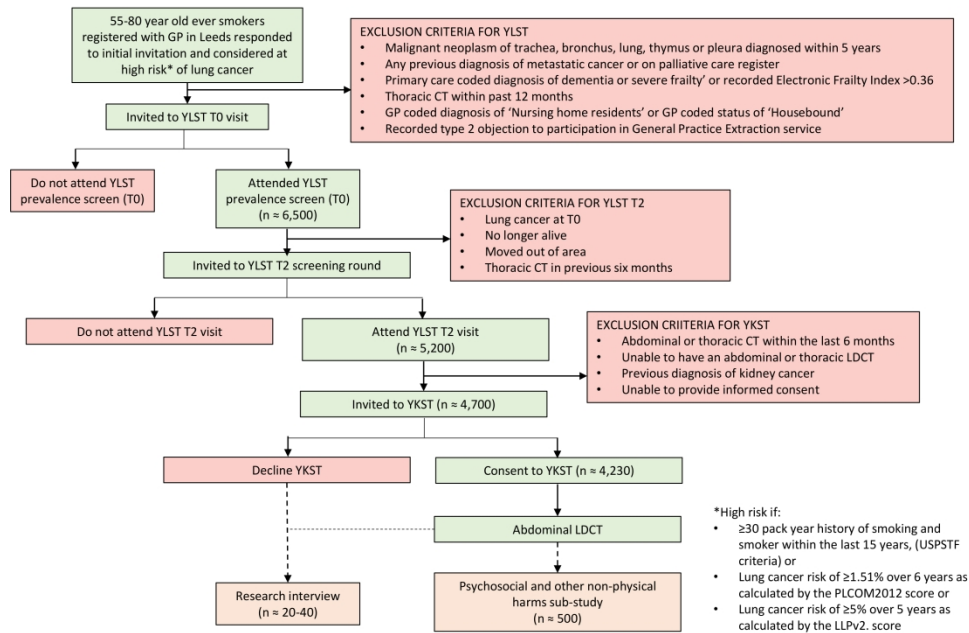 55-80 year old ever smokers
registered with GP in Leeds responded
to initial invitation and considered at
high risk* of lung cancer
EXCLUSION CRITERIA FOR YLST
• Malignant neoplasm of trachea, bronchus, lung, thymus or pleura diagnosed within 5 years
• Any previous diagnosis of metastatic cancer or on palliative care register
• Primary care coded diagnosis of dementia or severe frailty’ or recorded Electronic Frailty Index >0.36
• Thoracic CT within past 12 months
• GP coded diagnosis of ‘Nursing home residents’ or GP coded status of ‘Housebound’
• Recorded type 2 objection to participation in General Practice Extraction service
Invited to YLST T0 visit
Do not attend YLST
prevalence screen (T0)
Attended YLST
prevalence screen (T0)
(n ≈ 6,500)
EXCLUSION CRITERIA FOR YLST T2
• Lung cancer at T0
• No longer alive
• Moved out of area
• Thoracic CT in previous six months
Invited to YLST T2 screening round
Do not attend YLST T2 visit
Attend YLST T2 visit
(n ≈ 5,200)
EXCLUSION CRIITERIA FOR YKST
• Abdominal or thoracic CT within the last 6 months
• Unable to have an abdominal or thoracic LDCT
• Previous diagnosis of kidney cancer
• Unable to provide informed consent
Invited to YKST (n ≈ 4,700)
Decline YKST
Consent to YKST (n ≈ 4,230)
Abdominal LDCT
Research interview
(n ≈ 20-40)
Psychosocial and other non-physical
harms sub-study
(n ≈ 500)
*High risk if:
• ≥30 pack year history of smoking and
smoker within the last 15 years, (USPSTF
criteria) or
• Lung cancer risk of ≥1.51% over 6 years as
calculated by the PLCOM2012 score or
• Lung cancer risk of ≥5% over 5 years as
calculated by the LLPv2. score